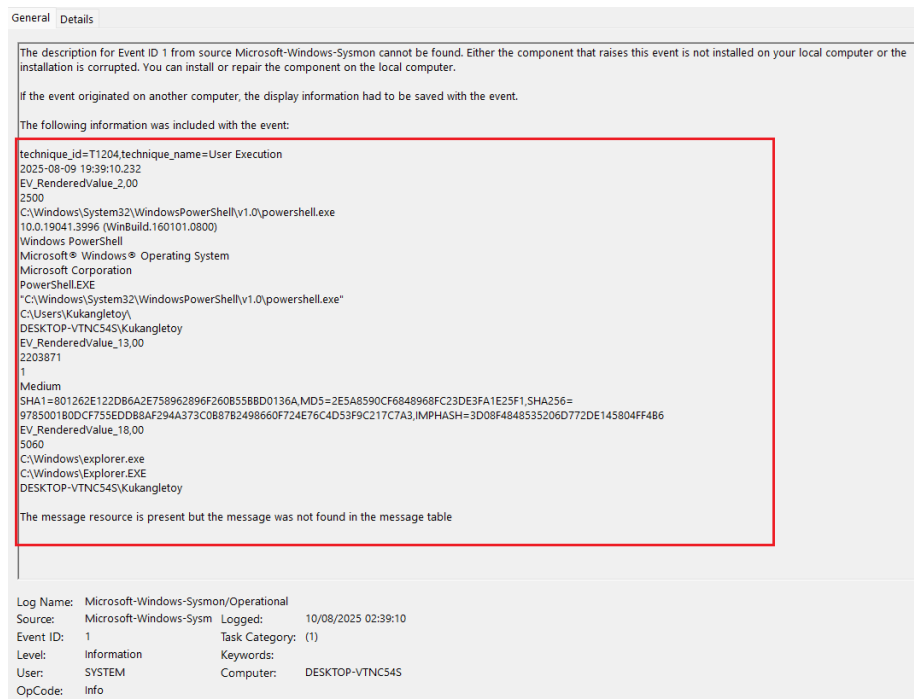 General Details
The description for Event ID 1 from source Microsoft-Windows-Sysmon cannot be found. Either the component that raises this event is not installed on your local computer or the
installation is corrupted. You can install or repair the component on the local computer.
If the event originated on another computer, the display information had to be saved with the event.
The following information was included with the event:
technique_id=T1204,technique_name=User Execution
2025-08-09 19:39:10.232
EV_RenderedValue_2,00
2500
C:\Windows\System32\WindowsPowerShell\v1.0\powershell.exe
10.0.19041.3996 (WinBuild.160101.0800)
Windows PowerShell
Microsoft® Windows® Operating System
Microsoft Corporation
PowerShell.EXE
"C:\Windows\System32\WindowsPowerShell\v1.0\powershell.exe"
C:\Users\Kukangletoy\
DESKTOP-VTNC54S\Kukangletoy
EV_RenderedValue_13,00
2203871
1
Medium
SHA1=801262E122DB6A2E758962896F260B55BBD0136A,MD5=2E5A8590CF6848968FC23DE3FA1E25F1,SHA256=
9785001B0DCF755EDDB8AF294A373C0B87B2498660F724E76C4D53F9C217C7A3,IMPHASH=3D08F4848535206D772DE145804FF4B6
EV_RenderedValue_18,00
5060
C:\Windows\explorer.exe
C:\Windows\Explorer.EXE
DESKTOP-VTNC54S\Kukangletoy
The message resource is present but the message was not found in the message table
Log Name: Microsoft-Windows-Sysmon/Operational
Source: Microsoft-Windows-Sysm Logged: 10/08/2025 02:39:10
Event ID: 1 Task Category: (1)
Level: Information Keywords:
User: SYSTEM Computer: DESKTOP-VTNC54S
OpCode: Info